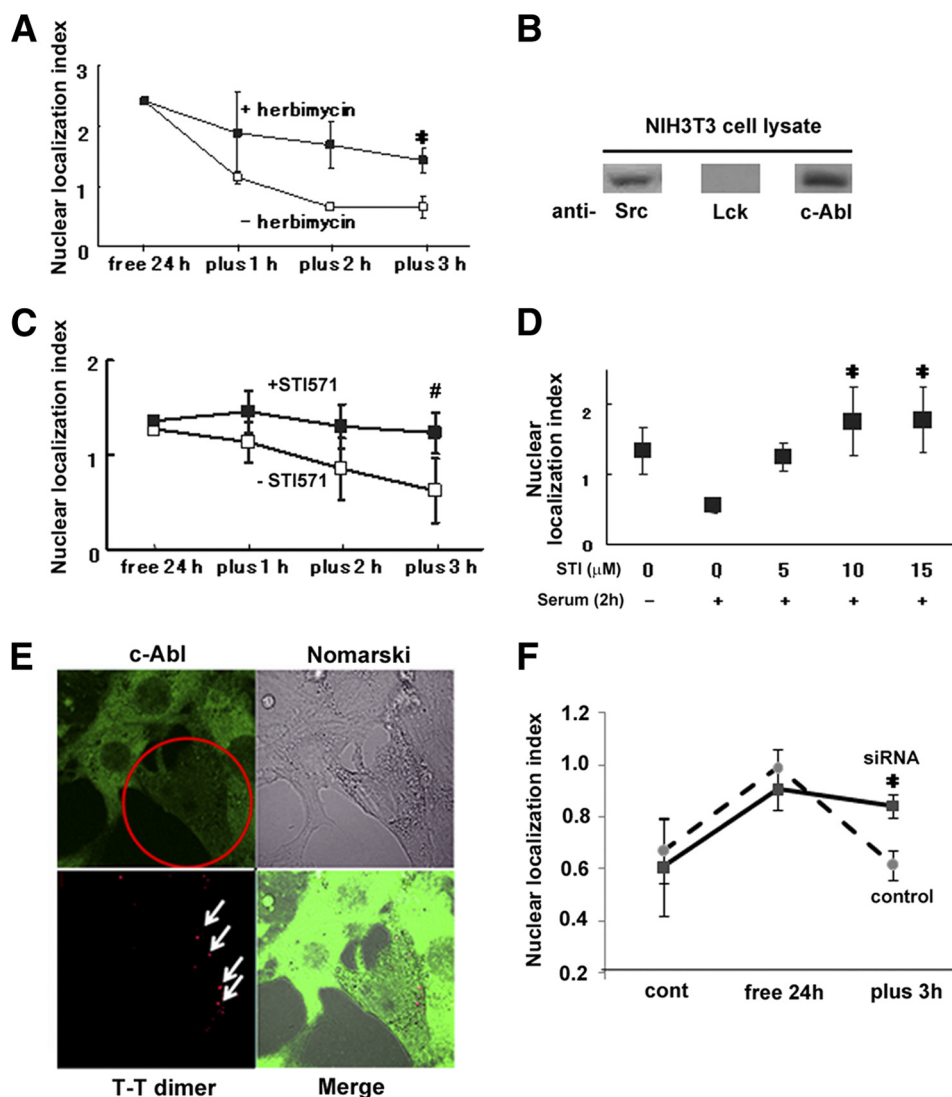 A
Nuclear localization index
3
2
1
0
+ herbimycin
‡
− herbimycin
free 24 h plus 1 h plus 2 h plus 3 h
B
NIH3T3 cell lysate
anti- Src Lck c-Abl
C
Nuclear localization index
2
1
0
+STI571
#
- STI571
free 24 h plus 1 h plus 2 h plus 3 h
D
Nuclear
localization index
2
1
0
‡ ‡
STI (μM) 0 0 5 10 15
Serum (2h) − + + + +
E
c-Abl Nomarski
T-T dimer Merge
F
Nuclear localization index
1.2
1.0
0.8
0.6
0.4
0.2
siRNA
‡
control
cont free 24h plus 3h